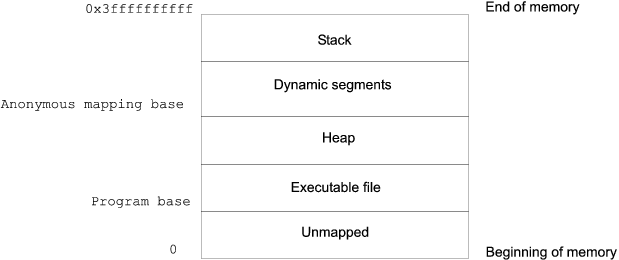 0x3ffffffffff
End of memory
Stack
Dynamic segments
Anonymous mapping base
Heap
Executable file
Program base
Unmapped
0
Beginning of memory